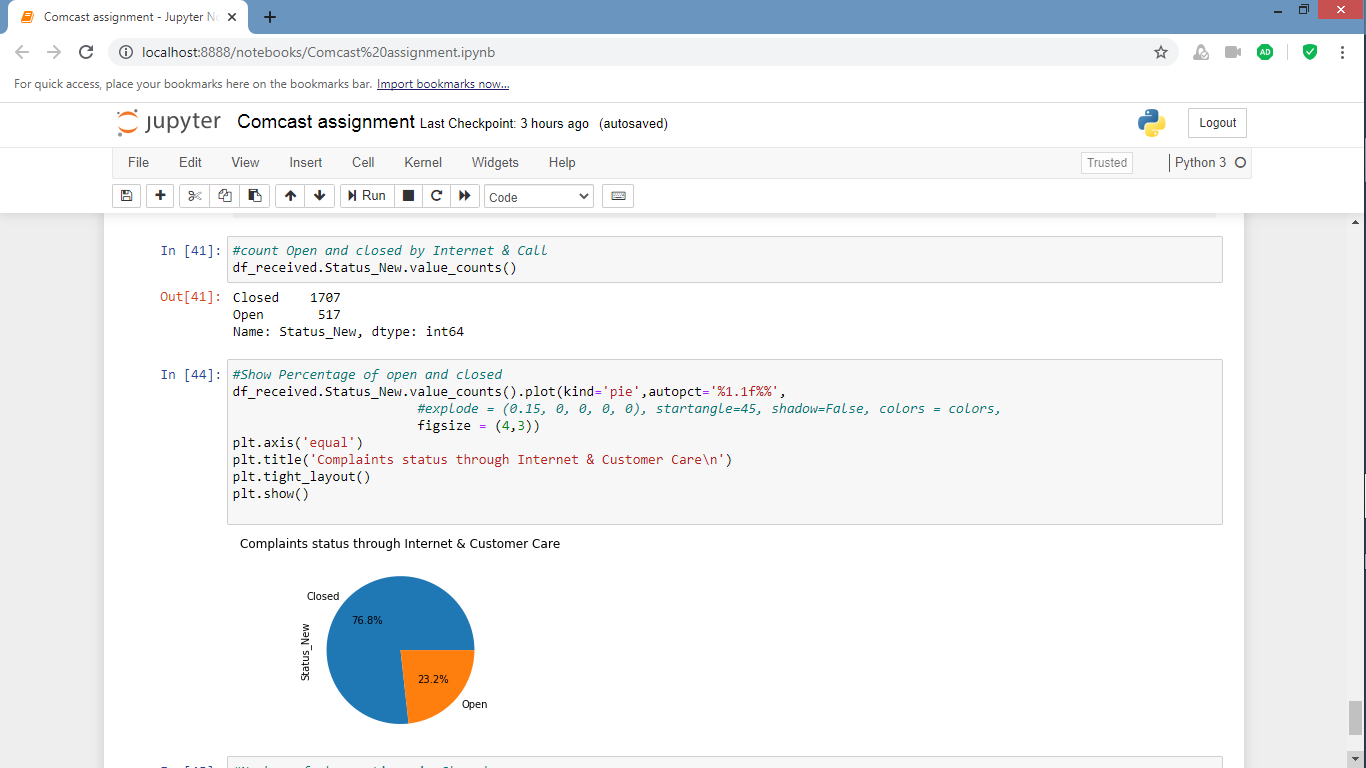 Comcast assignment - Jupyter N
localhost:8888/notebooks/Comcast%20assignment.ipynb
AD
For quick access, place your bookmarks here on the bookmarks bar. Import bookmarks now...
jupyter Comcast assignment Last Checkpoint: 3 hours ago (autosaved)
Logout
File Edit View Insert Cell Kernel Widgets Help
Trusted Python 3
Run Code
In [41]: #count Open and closed by Internet & Call
df_received.Status_New.value_counts()
Out[41]: Closed    1707
Open       517
Name: Status_New, dtype: int64
In [44]: #Show Percentage of open and closed
df_received.Status_New.value_counts().plot(kind='pie',autopct='%1.1f%%',
#explode = (0.15, 0, 0, 0, 0), startangle=45, shadow=False, colors = colors,
figsize = (4,3))
plt.axis('equal')
plt.title('Complaints status through Internet & Customer Care\n')
plt.tight_layout()
plt.show()
Complaints status through Internet & Customer Care
Closed
76.8%
Status_New
23.2%
Open